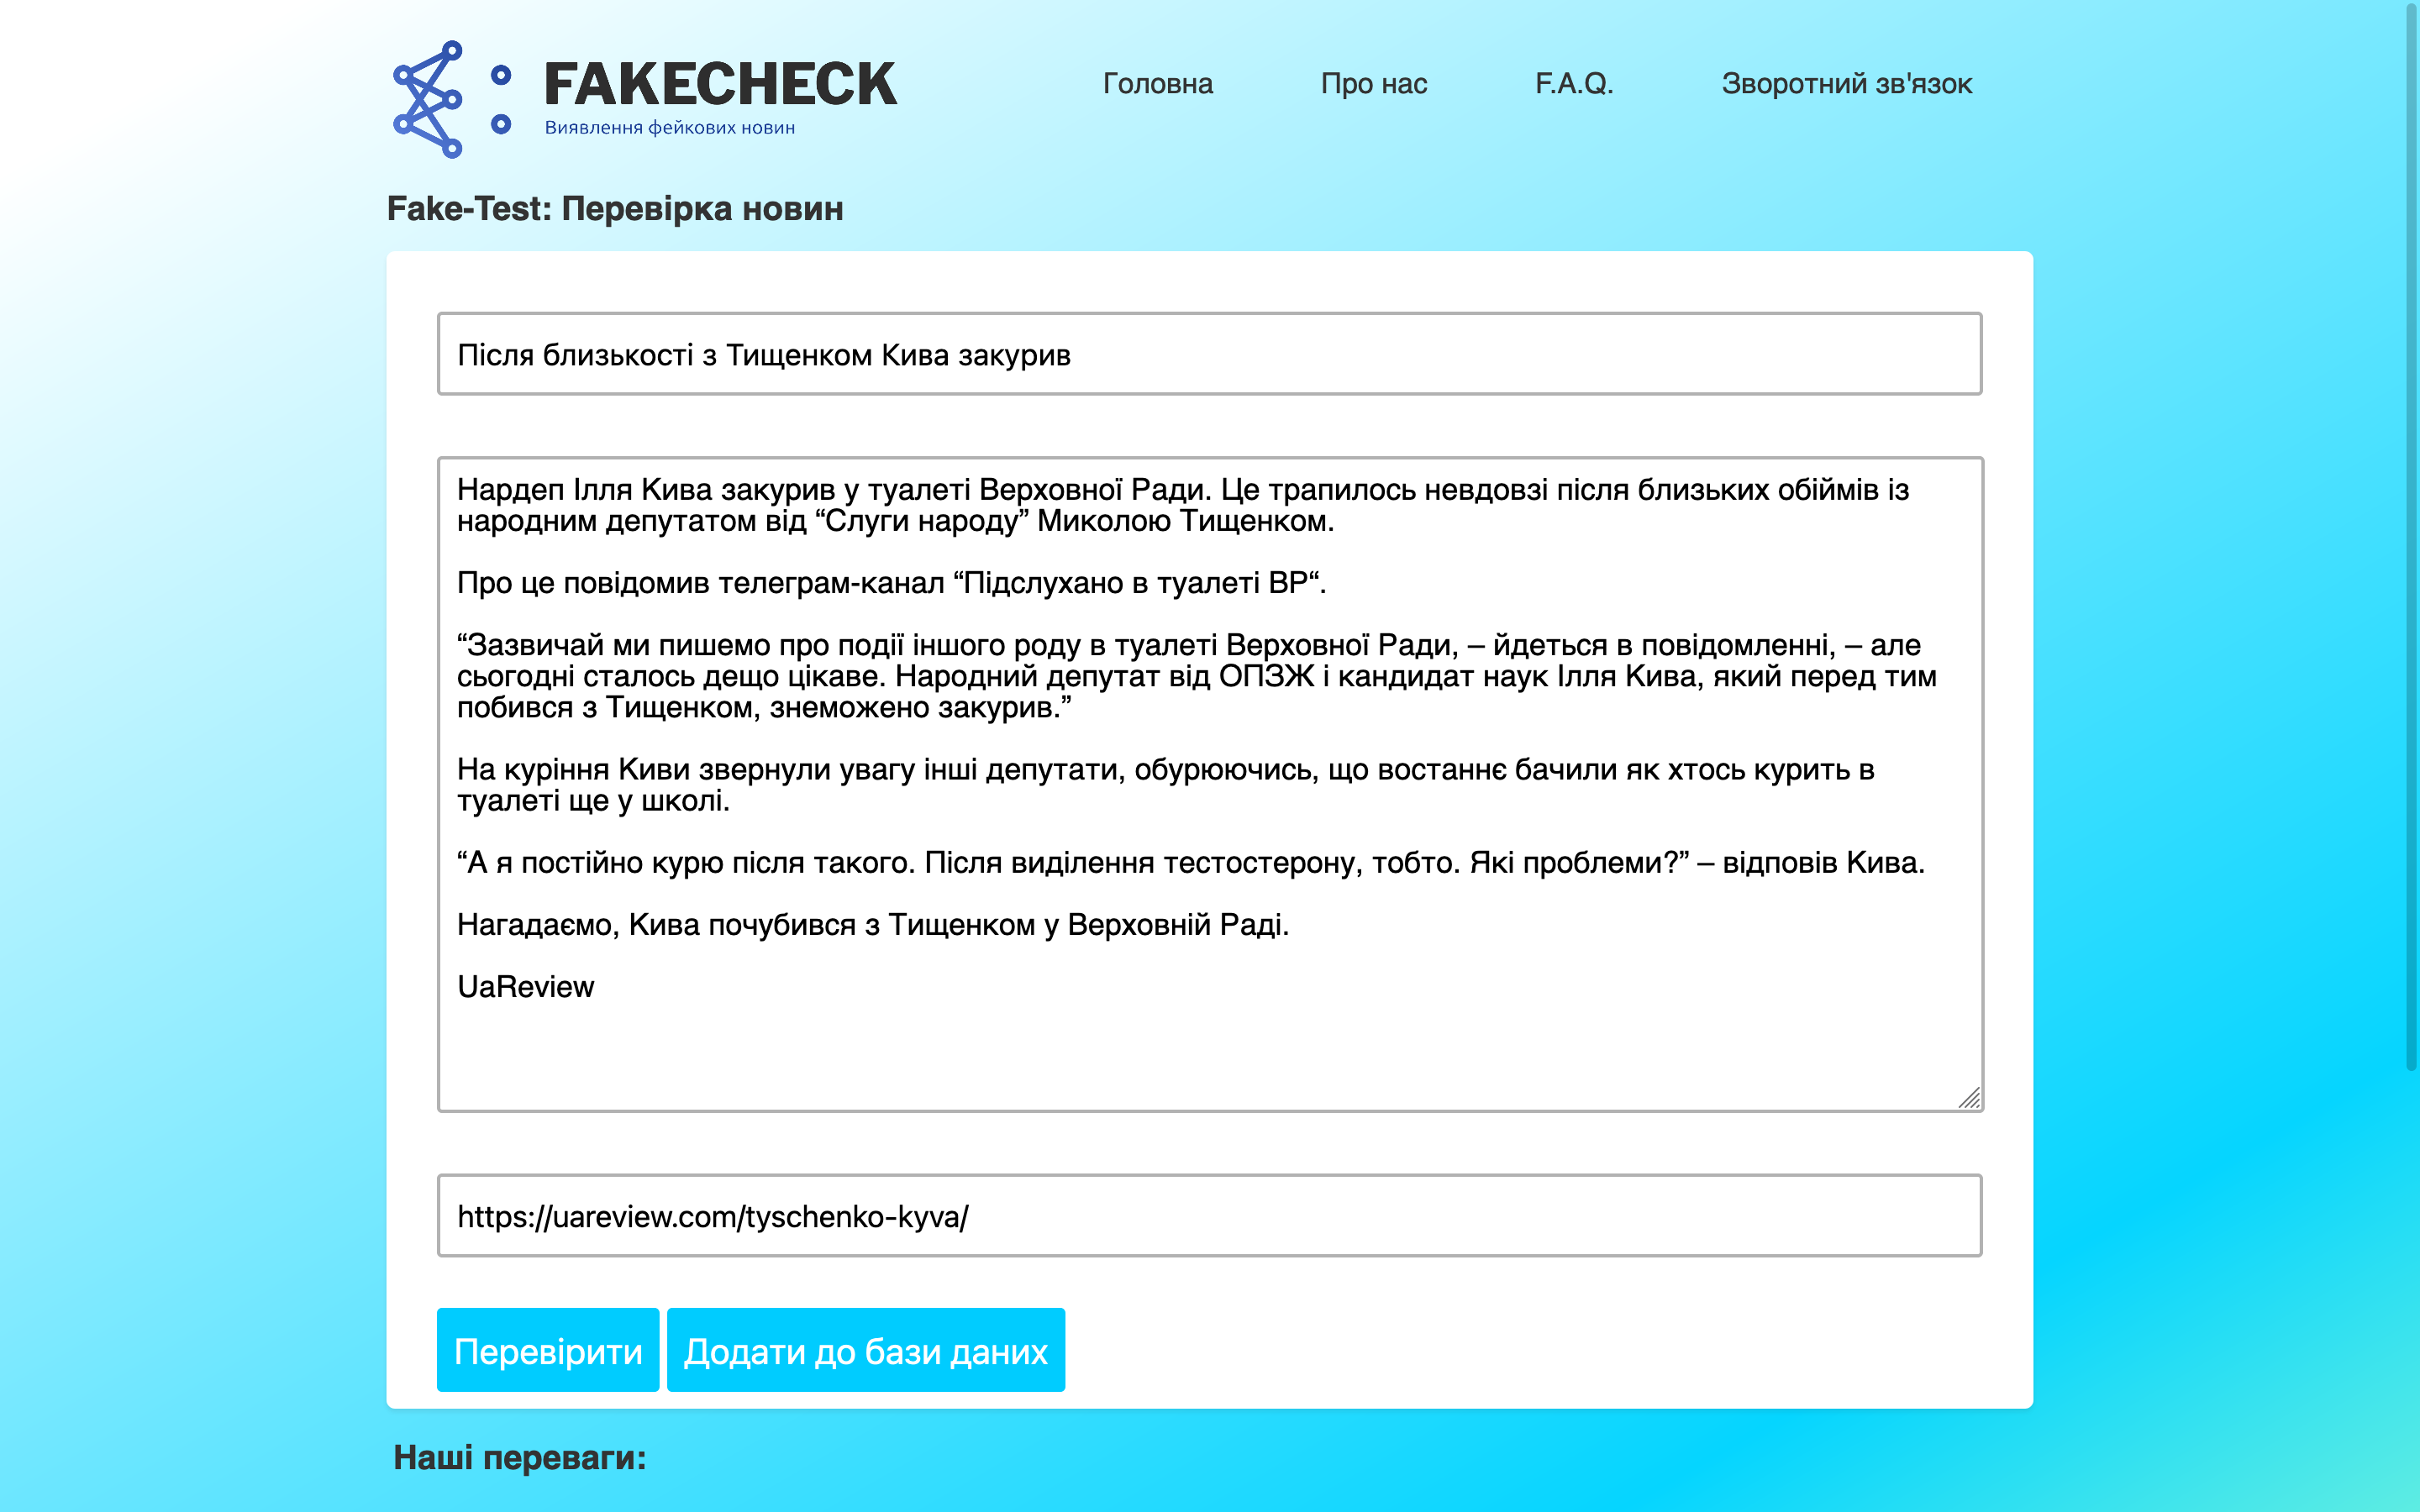 FAKECHECK
Виявлення фейкових новин
Головна
Про нас
F.A.Q.
Зворотний зв'язок
Fake-Test: Перевірка новин
Після близькості з Тищенком Кива закурив
Нардеп Ілля Кива закурив у туалеті Верховної Ради. Це трапилось невдовзі після близьких обіймів із
народним депутатом від “Слуги народу” Миколою Тищенком.
Про це повідомив телеграм-канал “Підслухано в туалеті ВР“.
“Зазвичай ми пишемо про події іншого роду в туалеті Верховної Ради, – йдеться в повідомленні, – але
сьогодні сталось дещо цікаве. Народний депутат від ОПЗЖ і кандидат наук Ілля Кива, який перед тим
побився з Тищенком, знеможено закурив.”
На куріння Киви звернули увагу інші депутати, обурюючись, що востаннє бачили як хтось курить в
туалеті ще у школі.
“А я постійно курю після такого. Після виділення тестостерону, тобто. Які проблеми?” – відповів Кива.
Нагадаємо, Кива почубився з Тищенком у Верховній Раді.
UaReview
https://uareview.com/tyschenko-kyva/
Перевірити
Додати до бази даних
Наші переваги: